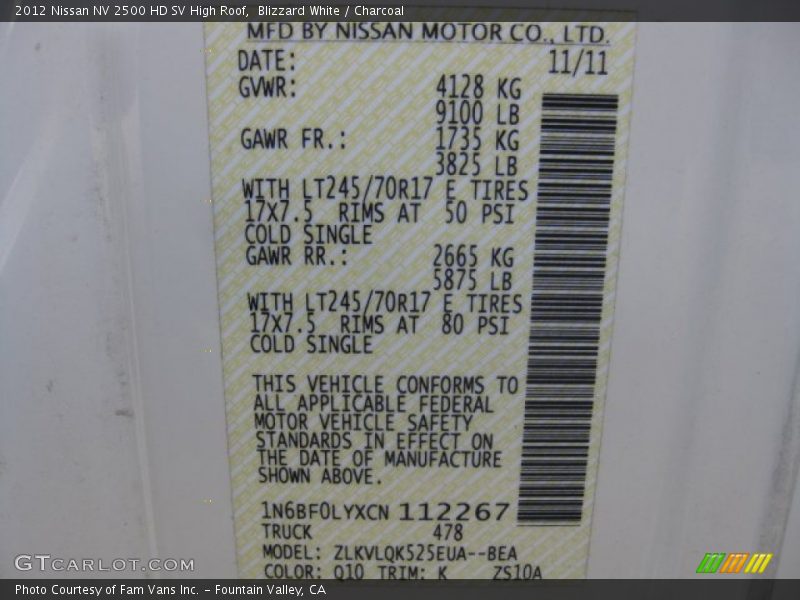 2012 Nissan NV 2500 HD SV High Roof,  Blizzard White / Charcoal
MFD BY NISSAN MOTOR CO., LTD.
DATE: 11/11
GVWR: 4128 KG
9100 LB
GAWR FR.: 1735 KG
3825 LB
WITH LT245/70R17 E TIRES
17X7.5 RIMS AT 50 PSI
COLD SINGLE
GAWR RR.: 2665 KG
5875 LB
WITH LT245/70R17 E TIRES
17X7.5 RIMS AT 80 PSI
COLD SINGLE
THIS VEHICLE CONFORMS TO
ALL APPLICABLE FEDERAL
MOTOR VEHICLE SAFETY
STANDARDS IN EFFECT ON
THE DATE OF MANUFACTURE
SHOWN ABOVE.
1N6BF0LYXCN 112267
TRUCK 478
MODEL: ZLKVLQK525EUA--BEA
COLOR: Q10 TRIM: K ZS10A
GTCARLOT.COM
Photo Courtesy of Fam Vans Inc. – Fountain Valley, CA